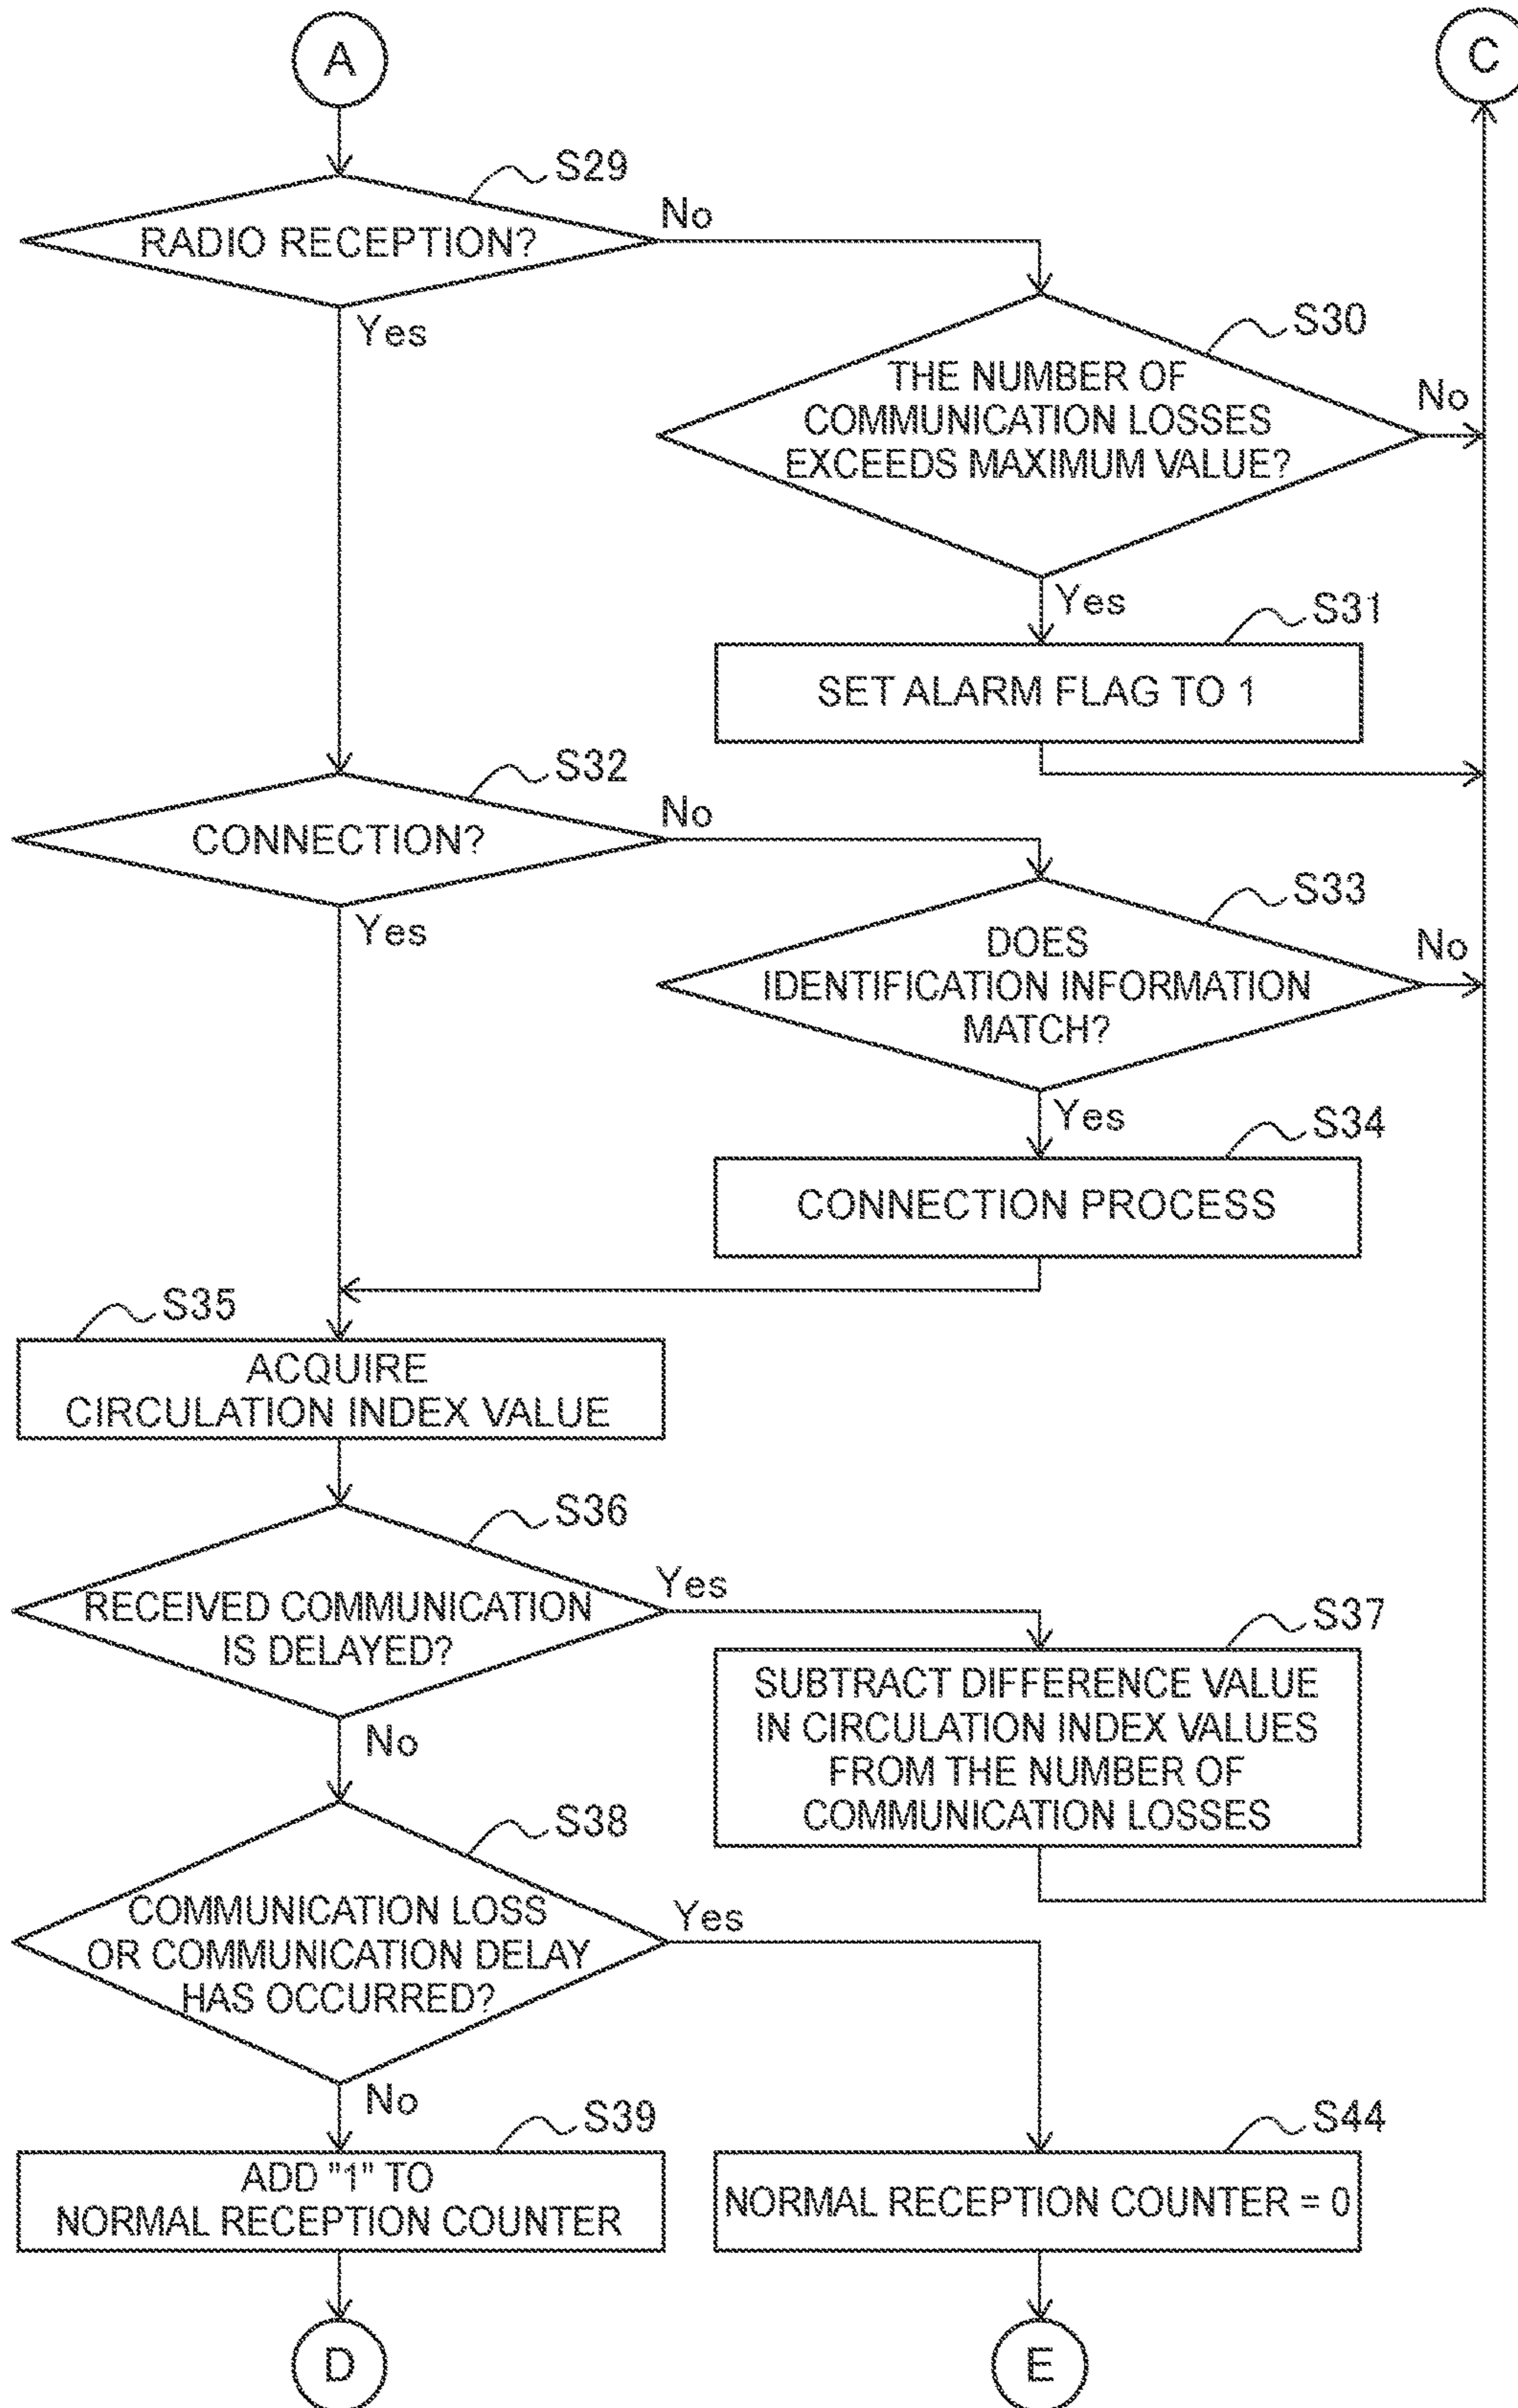 A
C
S29
RADIO RECEPTION?
No
Yes
S30
THE NUMBER OF
COMMUNICATION LOSSES
EXCEEDS MAXIMUM VALUE?
No
Yes
S31
SET ALARM FLAG TO 1
S32
CONNECTION?
No
Yes
S33
DOES
IDENTIFICATION INFORMATION
MATCH?
No
Yes
S34
CONNECTION PROCESS
S35
ACQUIRE
CIRCULATION INDEX VALUE
S36
RECEIVED COMMUNICATION
IS DELAYED?
Yes
No
S37
SUBTRACT DIFFERENCE VALUE
IN CIRCULATION INDEX VALUES
FROM THE NUMBER OF
COMMUNICATION LOSSES
S38
COMMUNICATION LOSS
OR COMMUNICATION DELAY
HAS OCCURRED?
Yes
No
S39
ADD "1" TO
NORMAL RECEPTION COUNTER
S44
NORMAL RECEPTION COUNTER = 0
D
E